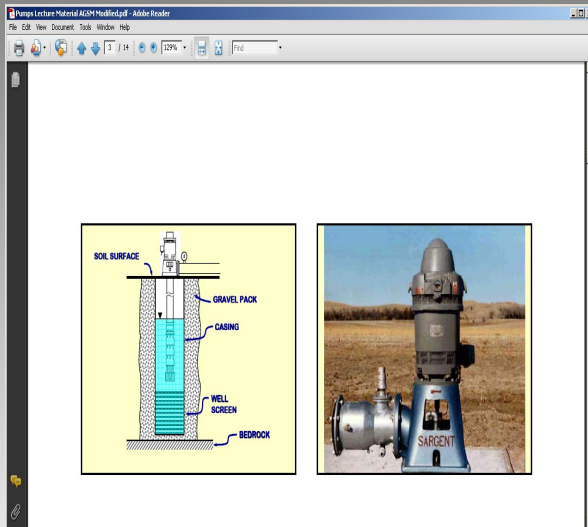 Pumps Lecture Material AGSM Modified.pdf - Adobe Reader
File Edit View Document Tools Window Help
3 / 14 129% Find
SOIL SURFACE
GRAVEL PACK
CASING
WELL
SCREEN
BEDROCK
SARGENT